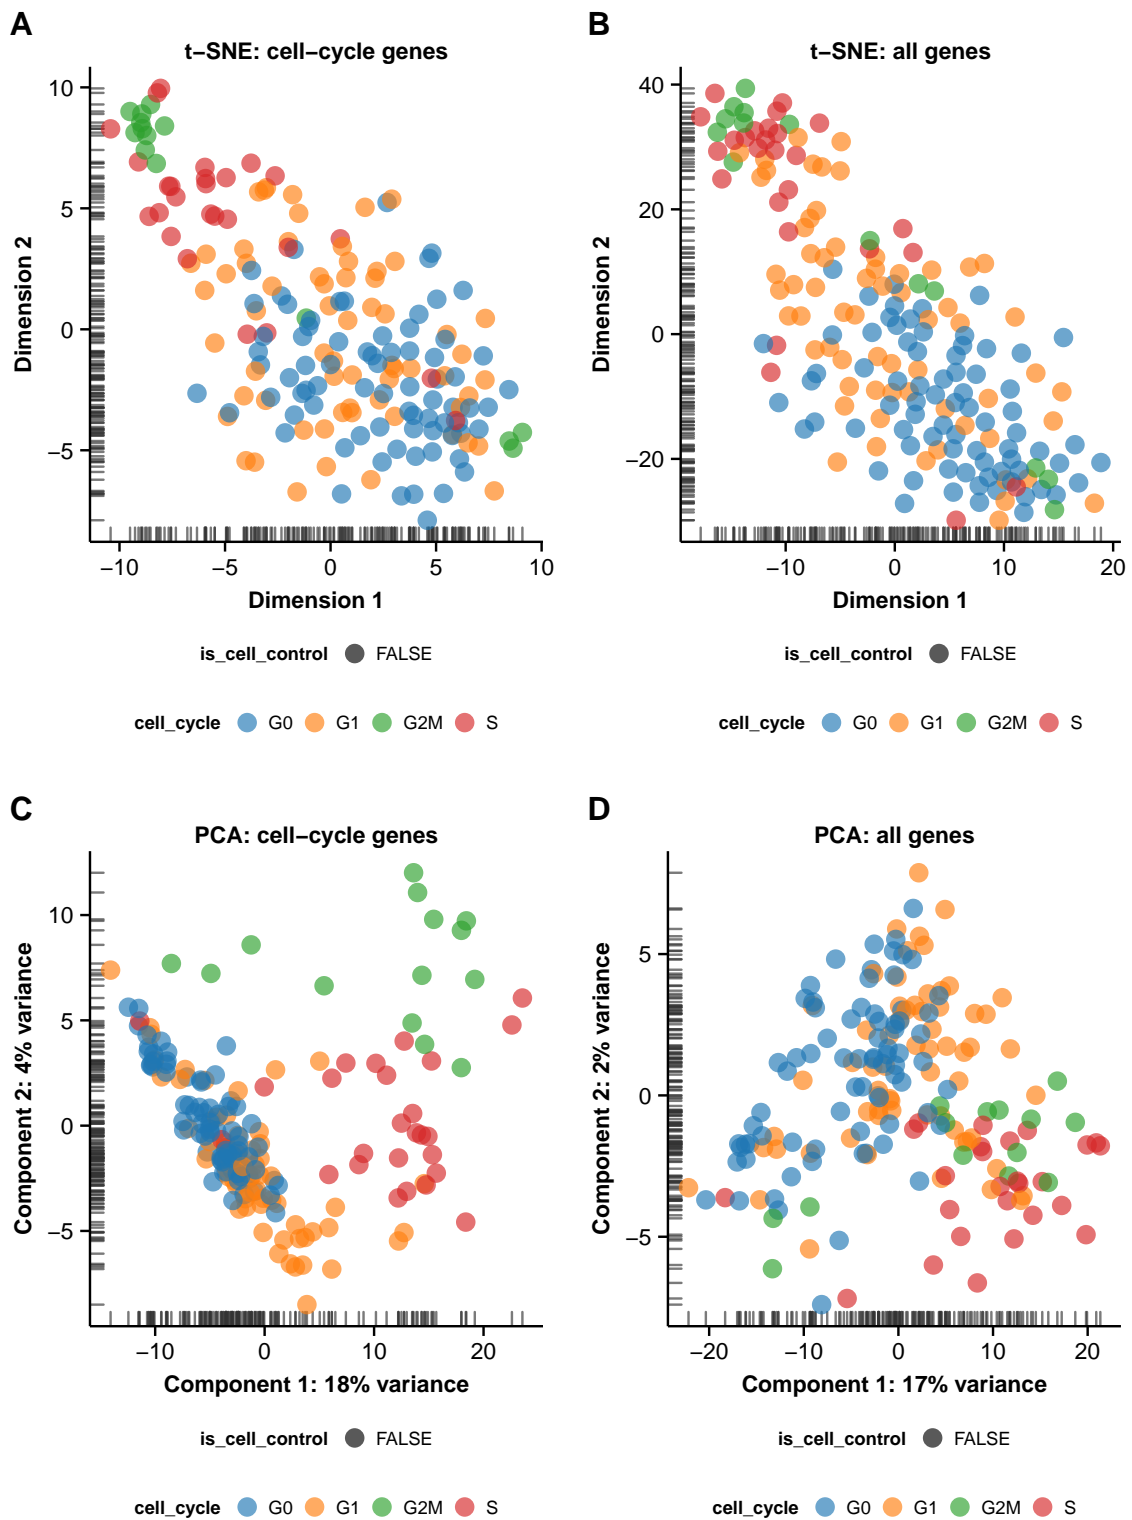 A
t−SNE: cell−cycle genes
10
5
0
−5
Dimension 2
−10 −5 0 5 10
Dimension 1
is_cell_control FALSE
cell_cycle G0 G1 G2M S
B
t−SNE: all genes
40
20
0
−20
Dimension 2
−10 0 10 20
Dimension 1
is_cell_control FALSE
cell_cycle G0 G1 G2M S
C
PCA: cell−cycle genes
10
5
0
−5
Component 2: 4% variance
−10 0 10 20
Component 1: 18% variance
is_cell_control FALSE
cell_cycle G0 G1 G2M S
D
PCA: all genes
5
0
−5
Component 2: 2% variance
−20 −10 0 10 20
Component 1: 17% variance
is_cell_control FALSE
cell_cycle G0 G1 G2M S